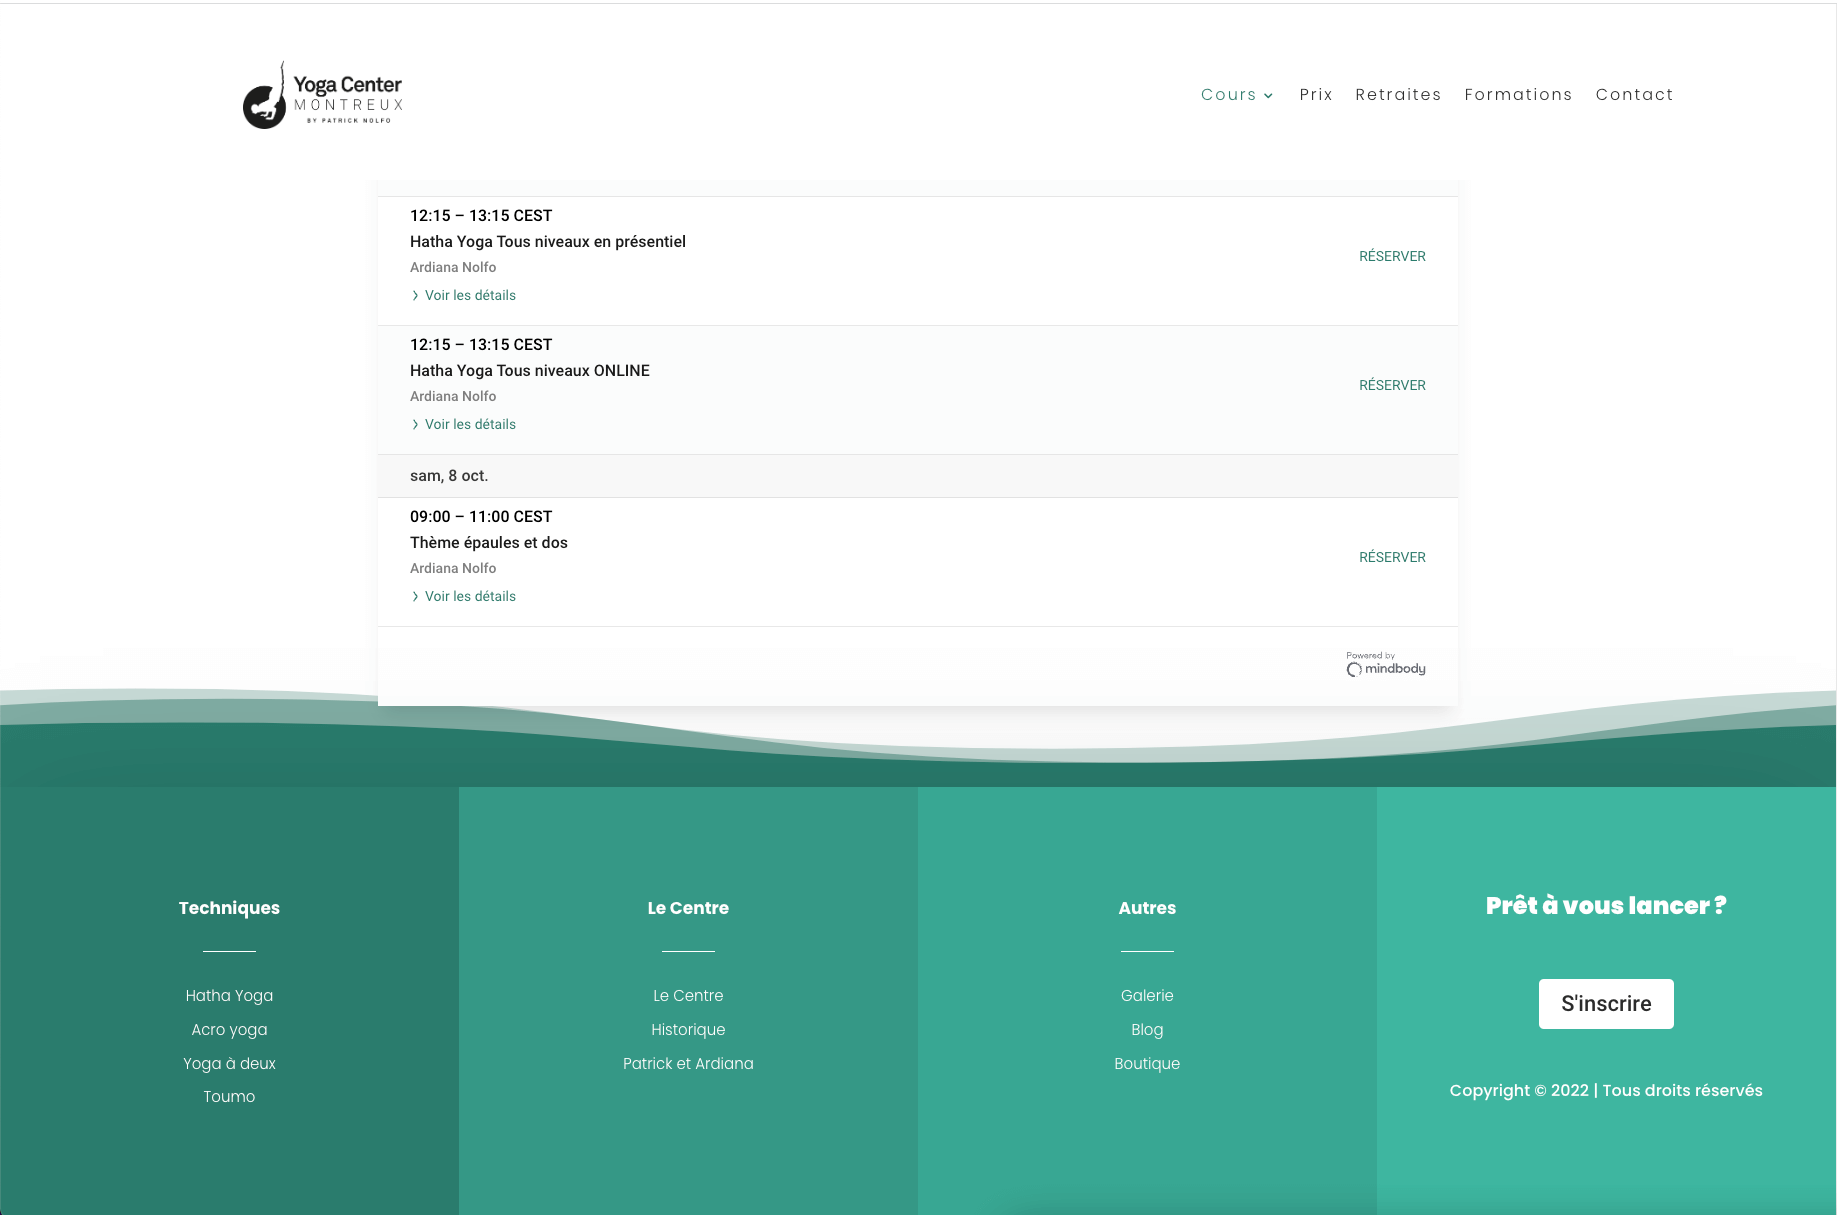 Yoga Center
MONTREUX
BY PATRICK NOLFO
Cours Prix Retraites Formations Contact
12:15 – 13:15 CEST
Hatha Yoga Tous niveaux en présentiel
Ardiana Nolfo
Voir les détails
RÉSERVER
12:15 – 13:15 CEST
Hatha Yoga Tous niveaux ONLINE
Ardiana Nolfo
Voir les détails
RÉSERVER
sam, 8 oct.
09:00 – 11:00 CEST
Thème épaules et dos
Ardiana Nolfo
Voir les détails
RÉSERVER
Powered by
mindbody
Techniques
Hatha Yoga
Acro yoga
Yoga à deux
Toumo
Le Centre
Le Centre
Historique
Patrick et Ardiana
Autres
Galerie
Blog
Boutique
Prêt à vous lancer ?
S'inscrire
Copyright © 2022 | Tous droits réservés